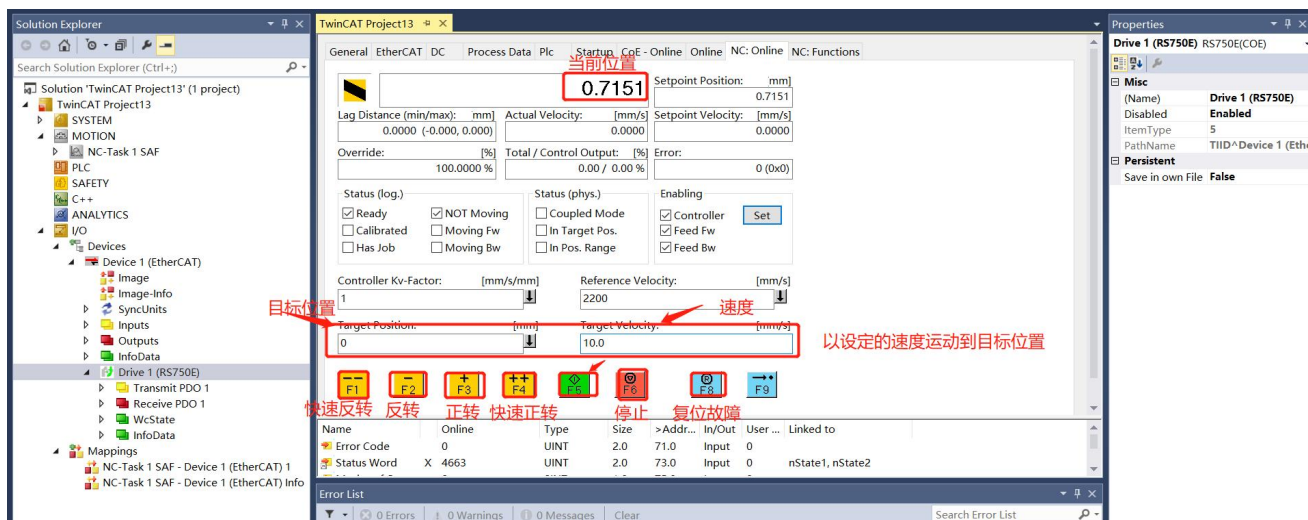 Solution Explorer
Search Solution Explorer (Ctrl+;)
Solution 'TwinCAT Project13' (1 project)
TwinCAT Project13
SYSTEM
MOTION
NC-Task 1 SAF
PLC
SAFETY
C++
ANALYTICS
I/O
Devices
Device 1 (EtherCAT)
Image
Image-Info
SyncUnits
Inputs
Outputs
InfoData
Drive 1 (RS750E)
Transmit PDO 1
Receive PDO 1
WcState
InfoData
Mappings
NC-Task 1 SAF - Device 1 (EtherCAT) 1
NC-Task 1 SAF - Device 1 (EtherCAT) Info
TwinCAT Project13
General EtherCAT DC Process Data Plc Startup CoE - Online Online NC: Online NC: Functions
当前位置
0.7151
Setpoint Position: mm]
0.7151
Lag Distance (min/max): mm] Actual Velocity: [mm/s] Setpoint Velocity: [mm/s]
0.0000 (-0.000, 0.000) 0.0000 0.0000
Override: [%] Total / Control Output: [%] Error:
100.0000 % 0.00 / 0.00 % 0 (0x0)
Status (log.) Status (phys.) Enabling
Ready NOT Moving Coupled Mode Controller Set
Calibrated Moving Fw In Target Pos. Feed Fw
Has Job Moving Bw In Pos. Range Feed Bw
Controller Kv-Factor: [mm/s/mm] Reference Velocity: [mm/s]
1 2200
目标位置 速度
Target Position: [mm] Target Velocity: [mm/s]
0 10.0
以设定的速度运动到目标位置
-- - + ++
F1 F2 F3 F4 F5 F6 F8 F9
快速反转 反转 正转 快速正转 停止 复位故障
Name Online Type Size >Addr... In/Out User ... Linked to
Error Code 0 UINT 2.0 71.0 Input 0
Status Word X 4663 UINT 2.0 73.0 Input 0 nState1, nState2
Error List
0 Errors 0 Warnings 0 Messages Clear Search Error List
Properties
Drive 1 (RS750E) RS750E(COE)
Misc
(Name) Drive 1 (RS750E)
Disabled Enabled
ItemType 5
PathName TIID^Device 1 (Eth
Persistent
Save in own File False